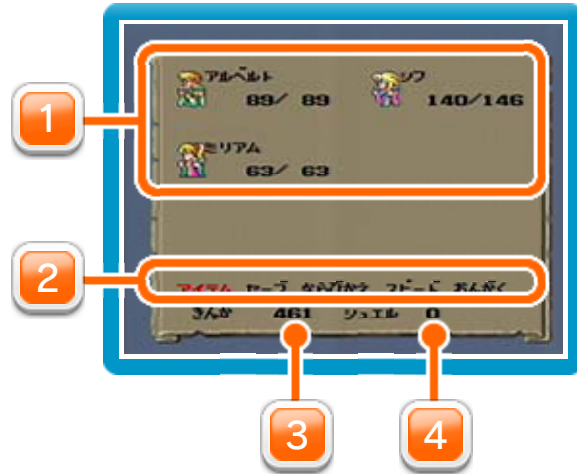 アルベルト シフ
89/ 89 140/146
ミリアム
63/ 63
アイテム セーブ ならびかえ スピード おんがく
きんか 461 ジュエル 0
1
2
3
4